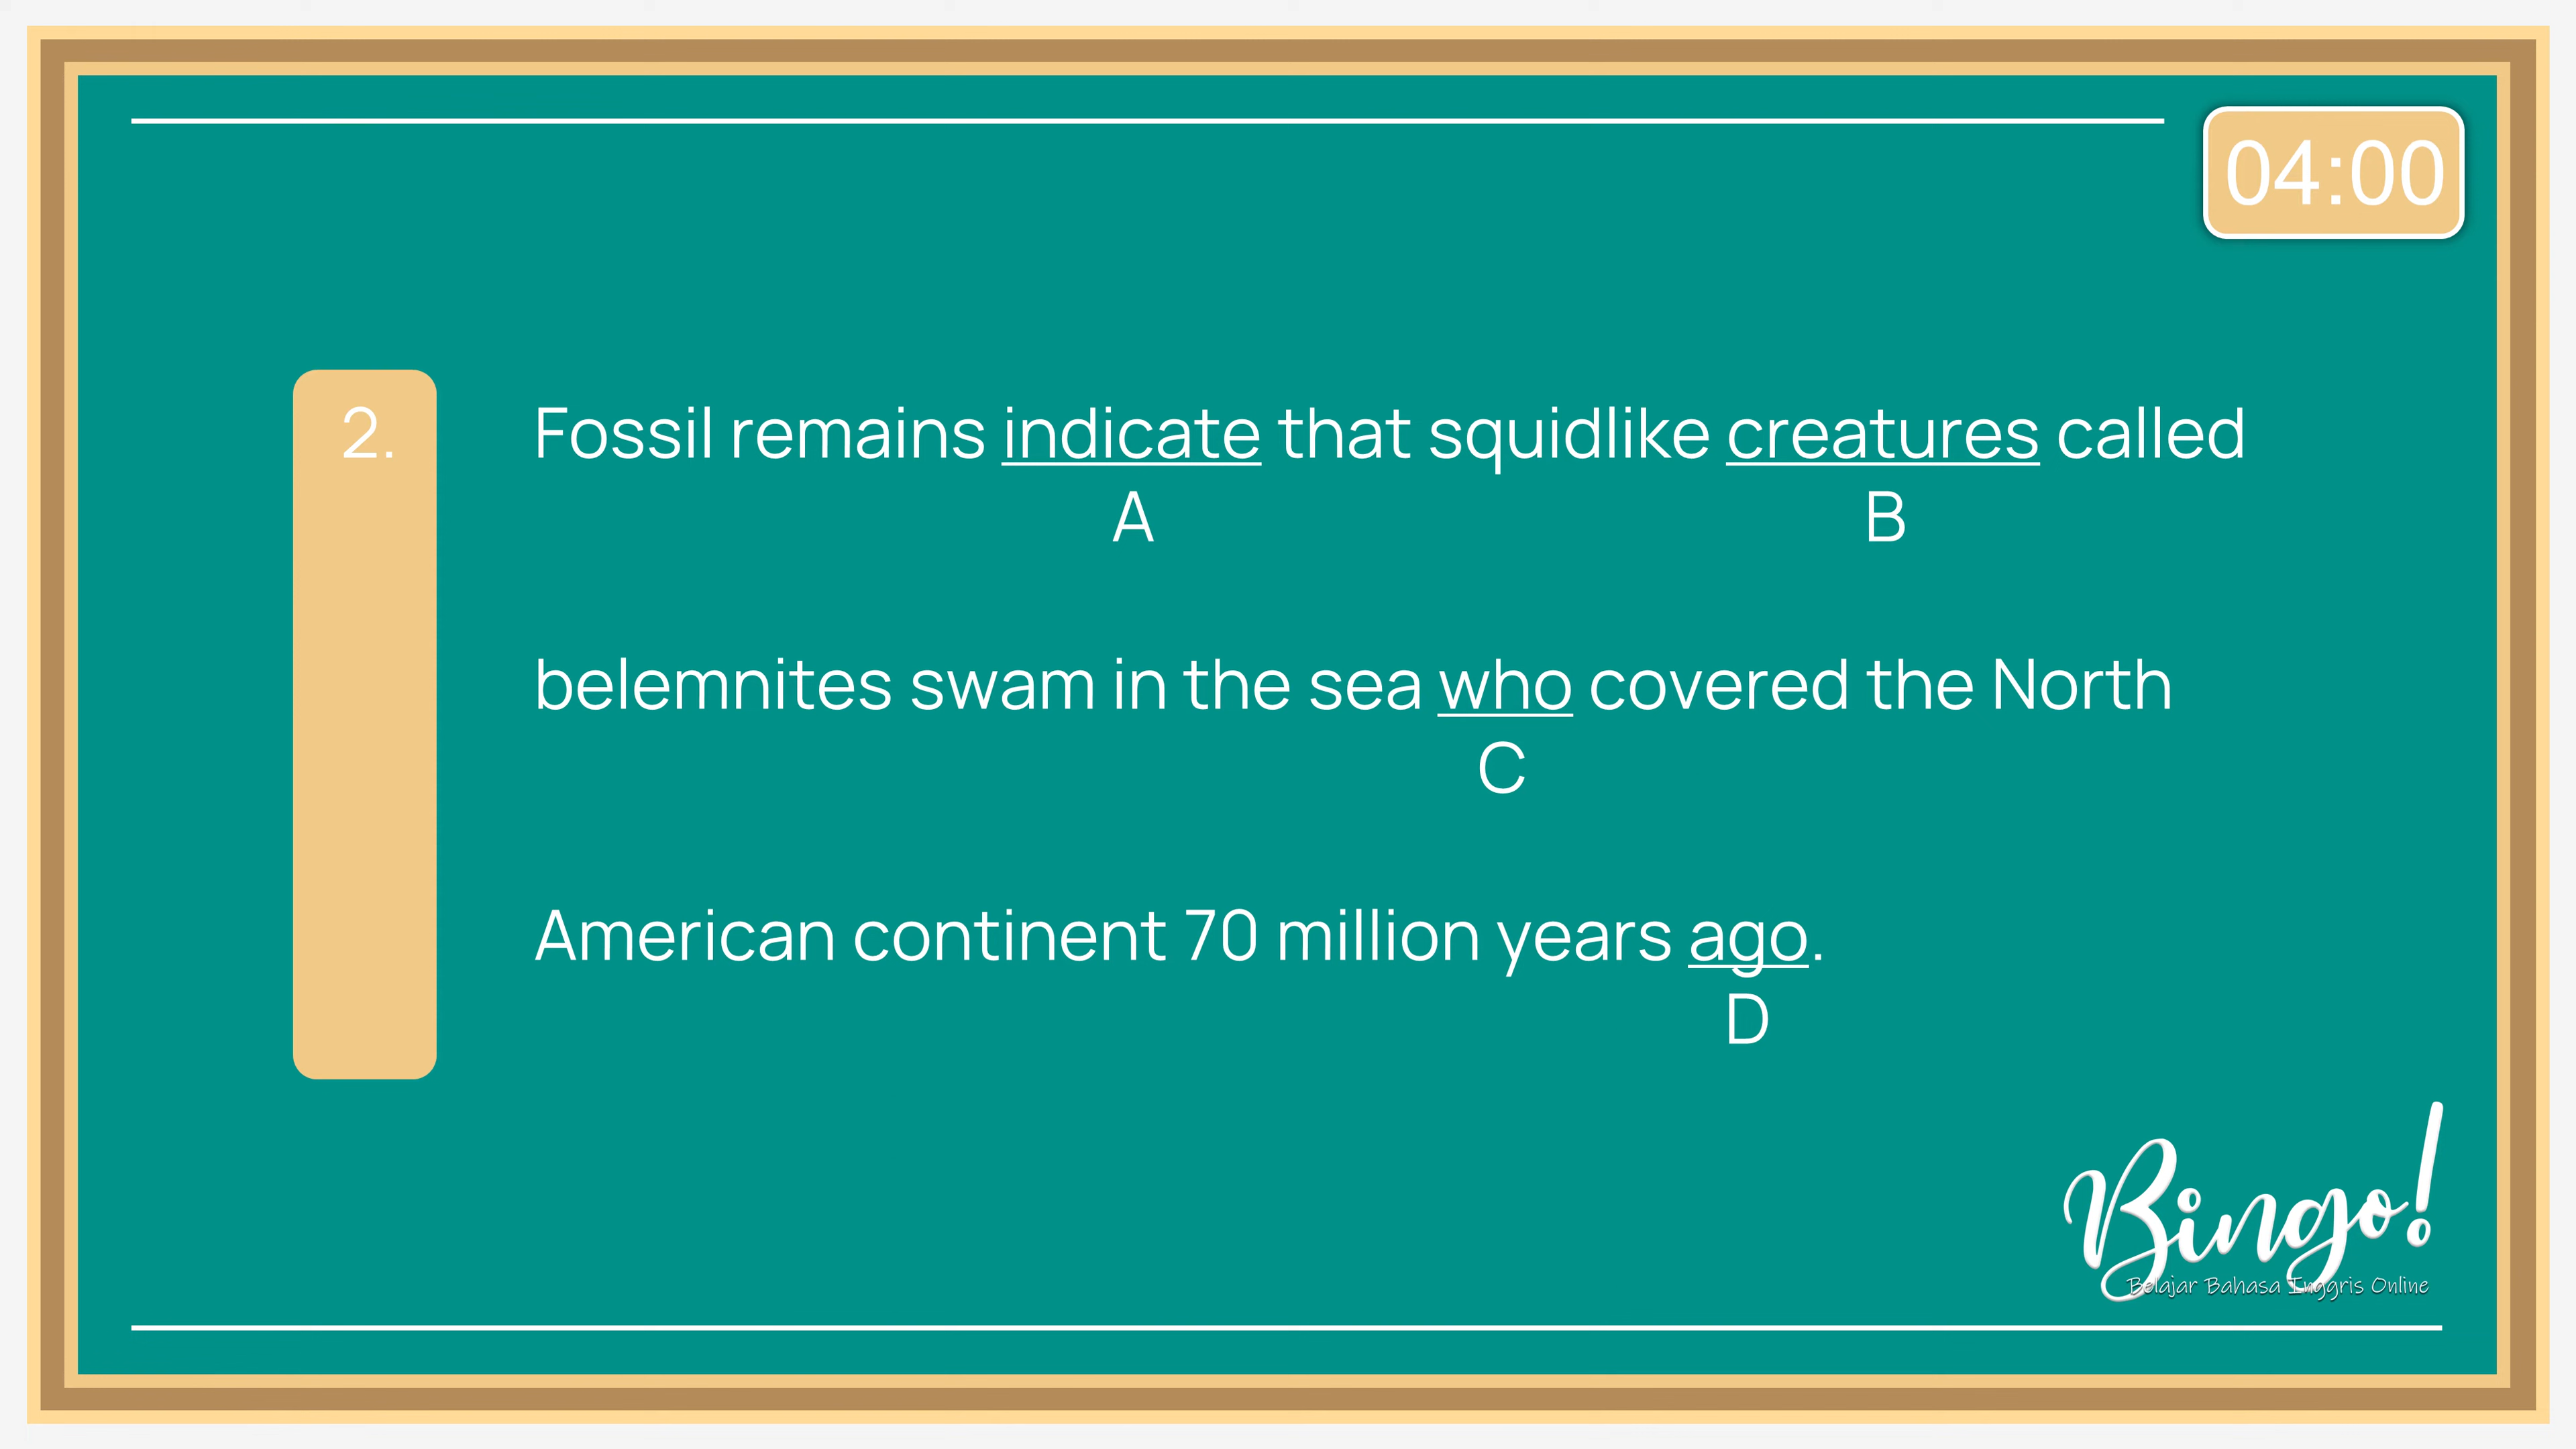 04:00
2. Fossil remains indicate that squidlike creatures called
A B
belemnites swam in the sea who covered the North
C
American continent 70 million years ago.
D
Bingo!
Belajar Bahasa Inggris Online